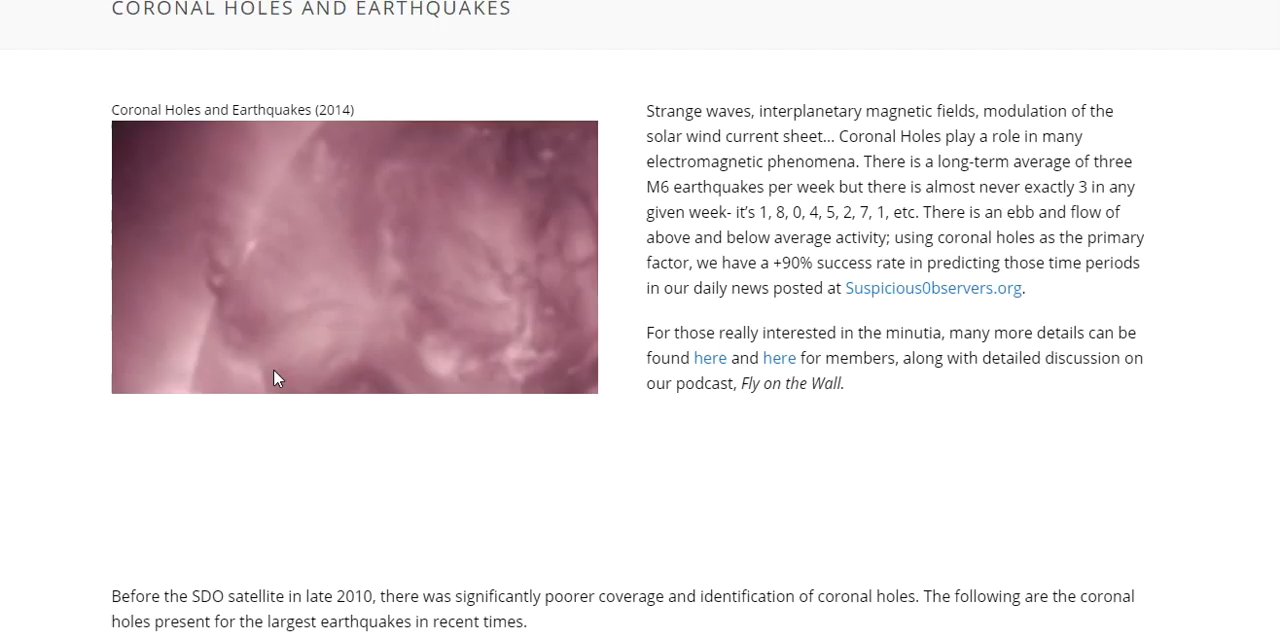 CORONAL HOLES AND EARTHQUAKES
Coronal Holes and Earthquakes (2014)
Strange waves, interplanetary magnetic fields, modulation of the
solar wind current sheet... Coronal Holes play a role in many
electromagnetic phenomena. There is a long-term average of three
M6 earthquakes per week but there is almost never exactly 3 in any
given week- it's 1, 8, 0, 4, 5, 2, 7, 1, etc. There is an ebb and flow of
above and below average activity; using coronal holes as the primary
factor, we have a +90% success rate in predicting those time periods
in our daily news posted at Suspicious0bservers.org.
For those really interested in the minutia, many more details can be
found here and here for members, along with detailed discussion on
our podcast, Fly on the Wall.
Before the SDO satellite in late 2010, there was significantly poorer coverage and identification of coronal holes. The following are the coronal
holes present for the largest earthquakes in recent times.